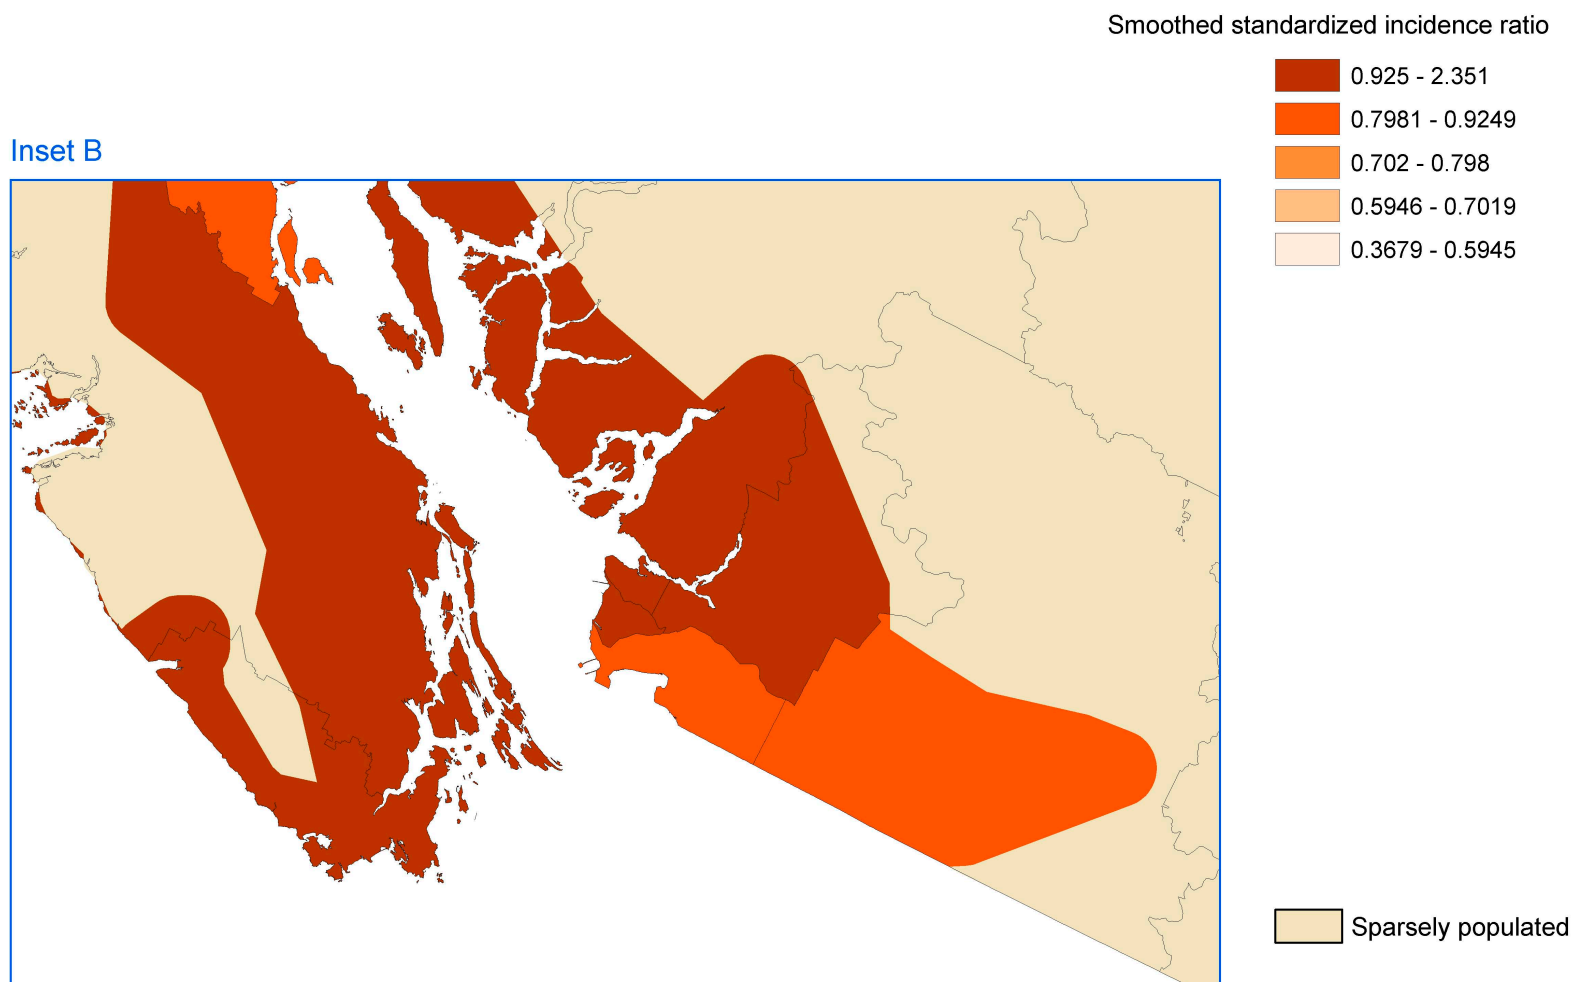 Smoothed standardized incidence ratio
0.925 - 2.351
0.7981 - 0.9249
0.702 - 0.798
0.5946 - 0.7019
0.3679 - 0.5945
Inset B
Sparsely populated